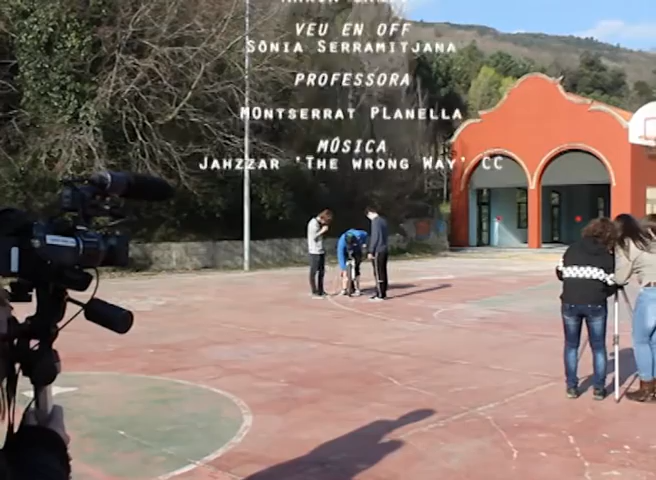 VEU EN OFF
SÒNIA SERRAMITJANA
PROFESSORA
MONTSERRAT PLANELLA
MÚSICA
JAHZZAR 'THE WRONG WAY' CC